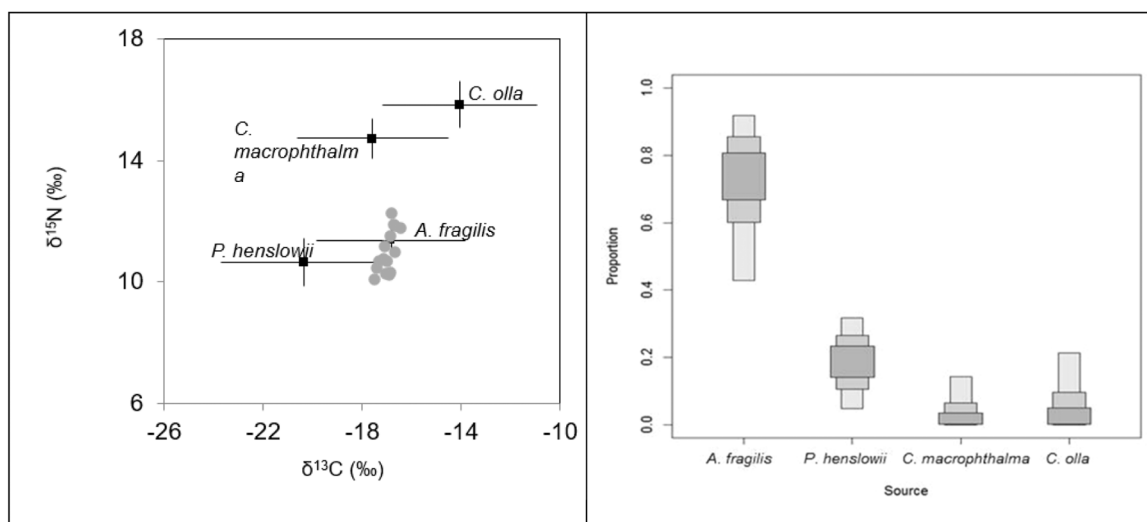 18
14
10
6
δ15N (‰)
C. olla
C.
macrophthalm
a
A. fragilis
P. henslowii
-26
-22
-18
-14
-10
δ13C (‰)
1.0
0.8
0.6
0.4
0.2
0.0
Proportion
A. fragilis
P. henslowii
C. macrophthalma
C. olla
Source